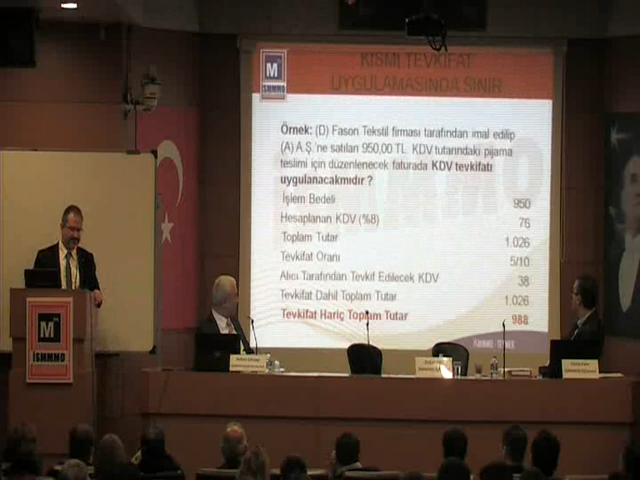 KISMİ TEVKİFAT
UYGULAMASINDA SINIR
M
İSMMMO
Örnek: (D) Fason Tekstil firması tarafından imal edilip
(A) A.Ş.'ne satılan 950,00 TL KDV tutarındaki pijama
teslimi için düzenlenecek faturada KDV tevkifatı
uygulanacakmıdır ?
İşlem Bedeli 950
Hesaplanan KDV (%8) 76
Toplam Tutar 1.026
Tevkifat Oranı 5/10
Alıcı Tarafından Tevkif Edilecek KDV 38
Tevkifat Dahil Toplam Tutar 1.026
Tevkifat Hariç Toplam Tutar 988
M
İSMMMO